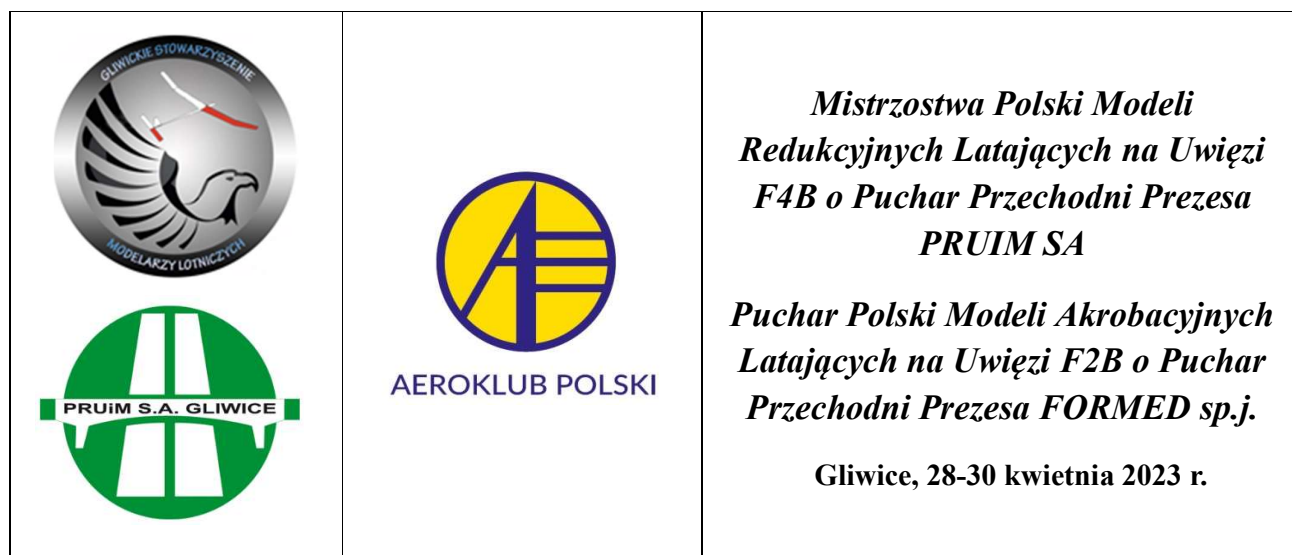 GLIWICKIE STOWARZYSZENIE
MODELARZY LOTNICZYCH
PRUiM S.A. GLIWICE
AEROKLUB POLSKI
Mistrzostwa Polski Modeli
Redukcyjnych Latających na Uwięzi
F4B o Puchar Przechodni Prezesa
PRUIM SA
Puchar Polski Modeli Akrobacyjnych
Latających na Uwięzi F2B o Puchar
Przechodni Prezesa FORMED sp.j.
Gliwice, 28-30 kwietnia 2023 r.